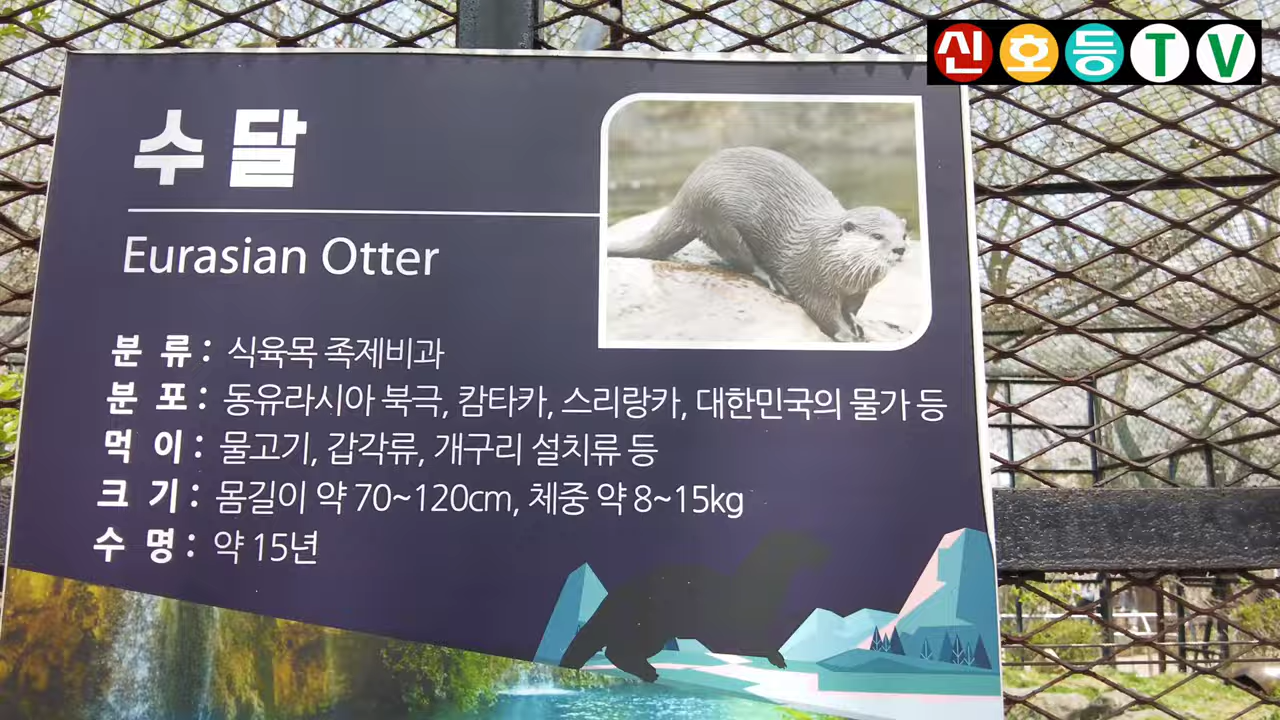 신호등TV
수달
Eurasian Otter
분 류 : 식육목 족제비과
분 포 : 동유라시아 북극, 캄타카, 스리랑카, 대한민국의 물가 등
먹 이 : 물고기, 갑각류, 개구리 설치류 등
크 기 : 몸길이 약 70~120cm, 체중 약 8~15kg
수 명 : 약 15년